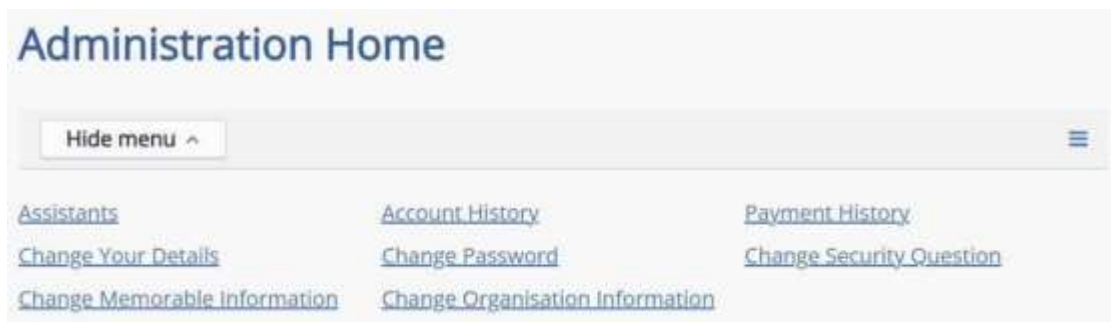 Administration Home
Hide menu
Assistants Account History Payment History
Change Your Details Change Password Change Security Question
Change Memorable Information Change Organisation Information